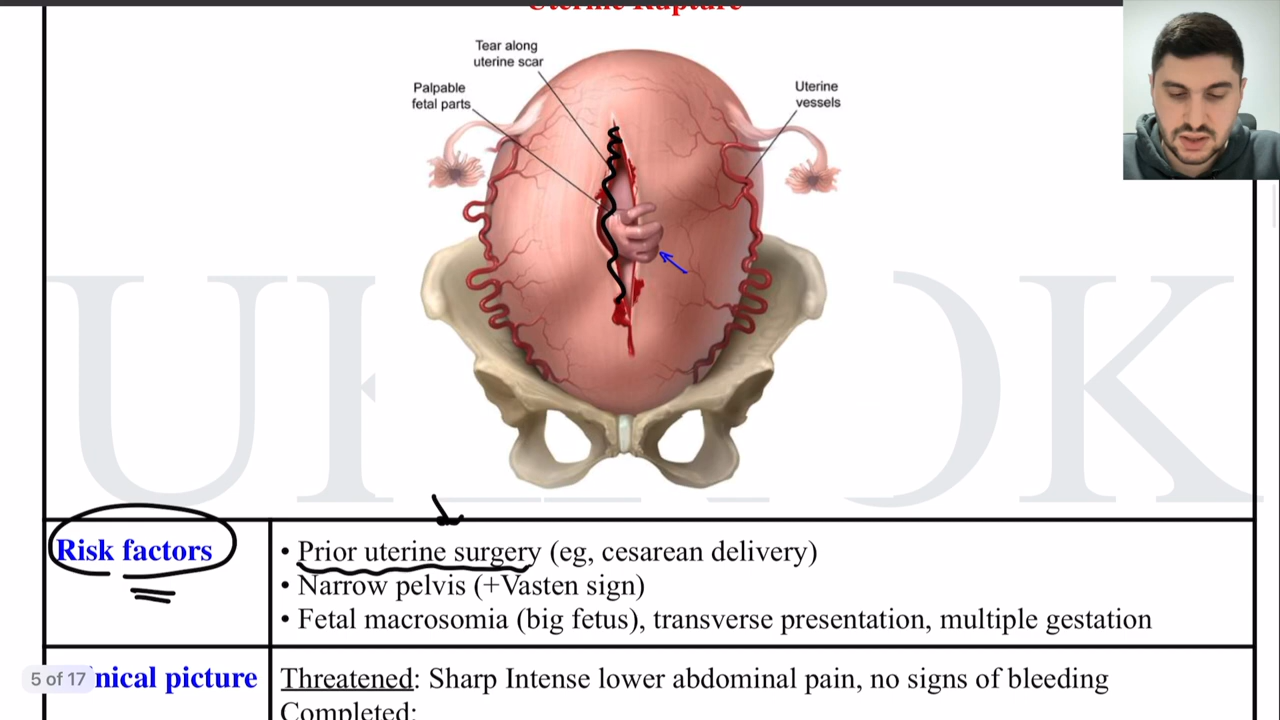 Uterine Rupture
Tear along
uterine scar
Palpable
fetal parts
Uterine
vessels
Risk factors
• Prior uterine surgery (eg, cesarean delivery)
• Narrow pelvis (+Vasten sign)
• Fetal macrosomia (big fetus), transverse presentation, multiple gestation
5 of 17
nical picture
Threatened: Sharp Intense lower abdominal pain, no signs of bleeding
Completed: